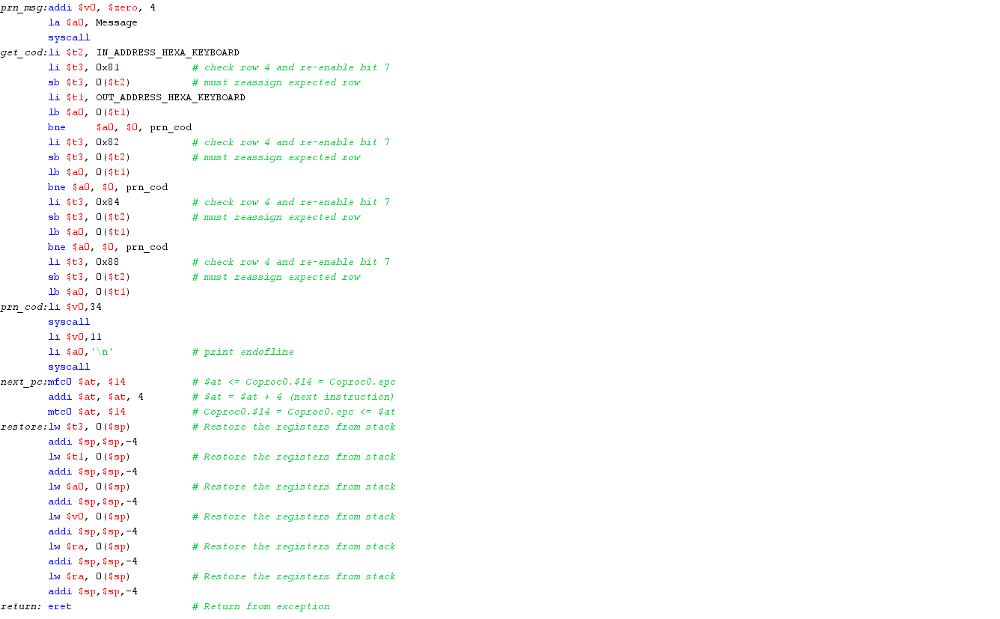 prn_msg:addi $v0, $zero, 4
        la $a0, Message
        syscall
get_cod:li $t2, IN_ADDRESS_HEXA_KEYBOARD
        li $t3, 0x81            # check row 4 and re-enable bit 7
        sb $t3, 0($t2)          # must reassign expected row
        li $t1, OUT_ADDRESS_HEXA_KEYBOARD
        lb $a0, 0($t1)
        bne     $a0, $0, prn_cod
        li $t3, 0x82            # check row 4 and re-enable bit 7
        sb $t3, 0($t2)          # must reassign expected row
        lb $a0, 0($t1)
        bne $a0, $0, prn_cod
        li $t3, 0x84            # check row 4 and re-enable bit 7
        sb $t3, 0($t2)          # must reassign expected row
        lb $a0, 0($t1)
        bne $a0, $0, prn_cod
        li $t3, 0x88            # check row 4 and re-enable bit 7
        sb $t3, 0($t2)          # must reassign expected row
        lb $a0, 0($t1)
prn_cod:li $v0,34
        syscall
        li $v0,11
        li $a0,'\n'             # print endofline
        syscall
next_pc:mfc0 $at, $14           # $at <= Coproc0.$14 = Coproc0.epc
        addi $at, $at, 4        # $at = $at + 4 (next instruction)
        mtc0 $at, $14           # Coproc0.$14 = Coproc0.epc <= $at
restore:lw $t3, 0($sp)          # Restore the registers from stack
        addi $sp,$sp,-4
        lw $t1, 0($sp)          # Restore the registers from stack
        addi $sp,$sp,-4
        lw $a0, 0($sp)          # Restore the registers from stack
        addi $sp,$sp,-4
        lw $v0, 0($sp)          # Restore the registers from stack
        addi $sp,$sp,-4
        lw $ra, 0($sp)          # Restore the registers from stack
        addi $sp,$sp,-4
        lw $ra, 0($sp)          # Restore the registers from stack
        addi $sp,$sp,-4
return: eret                    # Return from exception